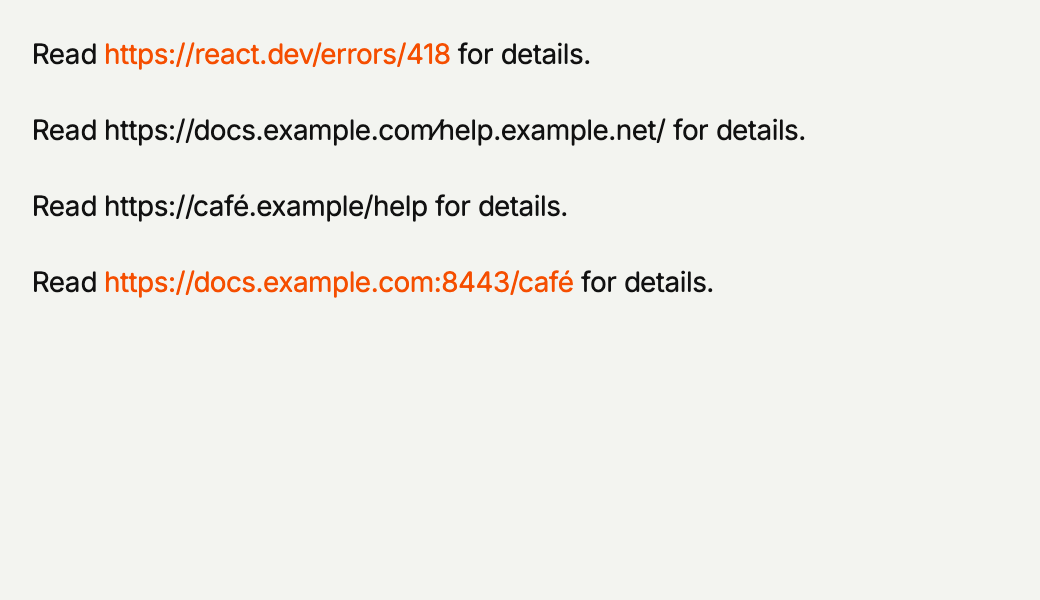 Read https://react.dev/errors/418 for details.
Read https://docs.example.com⁄help.example.net/ for details.
Read https://café.example/help for details.
Read https://docs.example.com:8443/café for details.